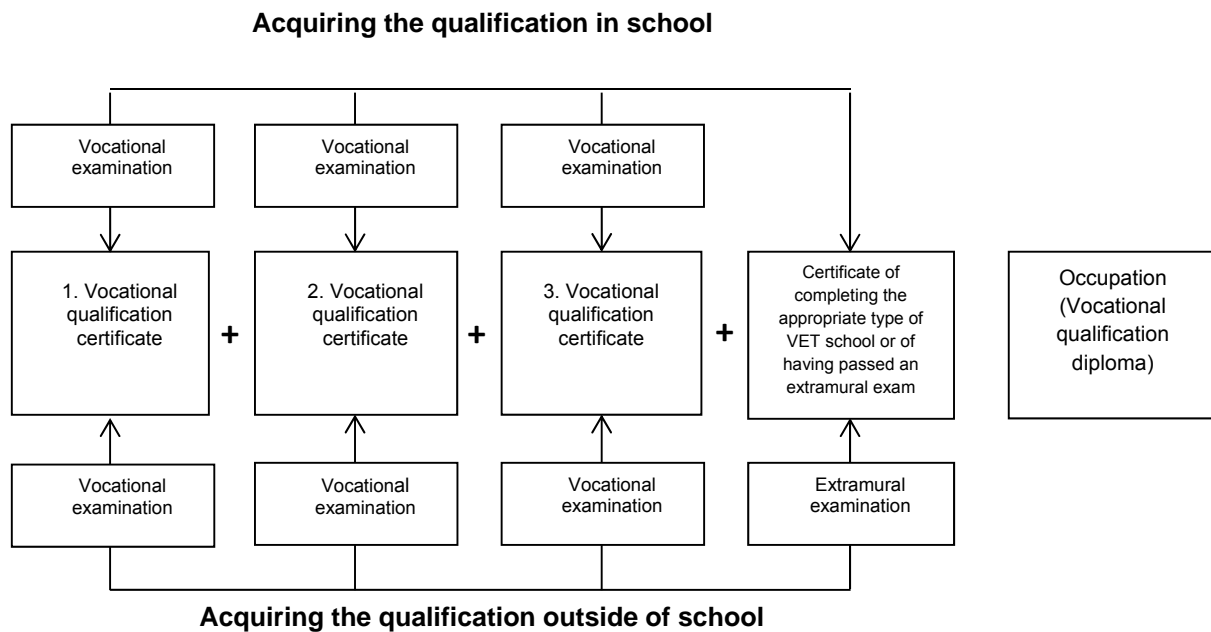 Acquiring the qualification in school
Vocational
examination
Vocational
examination
Vocational
examination
1. Vocational
qualification
certificate
+
2. Vocational
qualification
certificate
+
3. Vocational
qualification
certificate
+
Certificate of
completing the
appropriate type of
VET school or of
having passed an
extramural exam
Occupation
(Vocational
qualification
diploma)
Vocational
examination
Vocational
examination
Vocational
examination
Extramural
examination
Acquiring the qualification outside of school